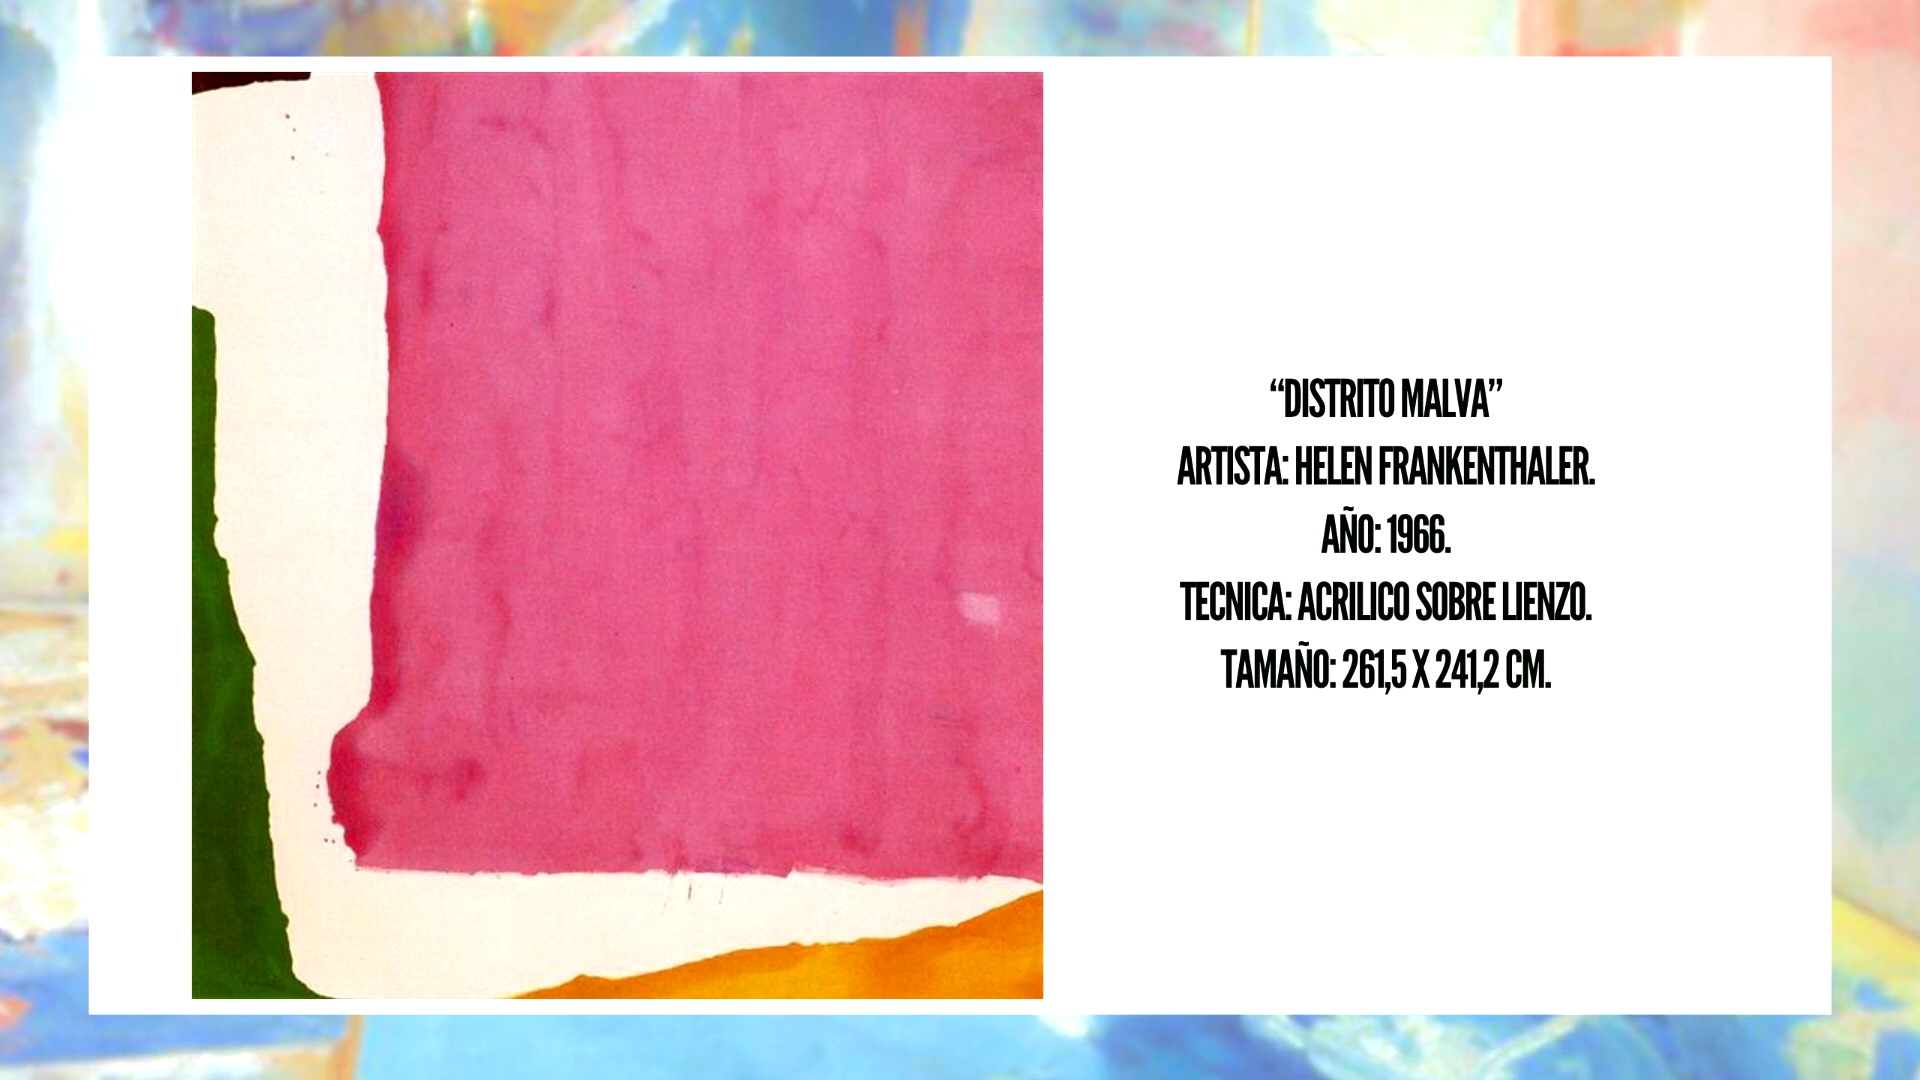 “DISTRITO MALVA”
ARTISTA: HELEN FRANKENTHALER.
AÑO: 1966.
TECNICA: ACRILICO SOBRE LIENZO.
TAMAÑO: 261,5 X 241,2 CM.